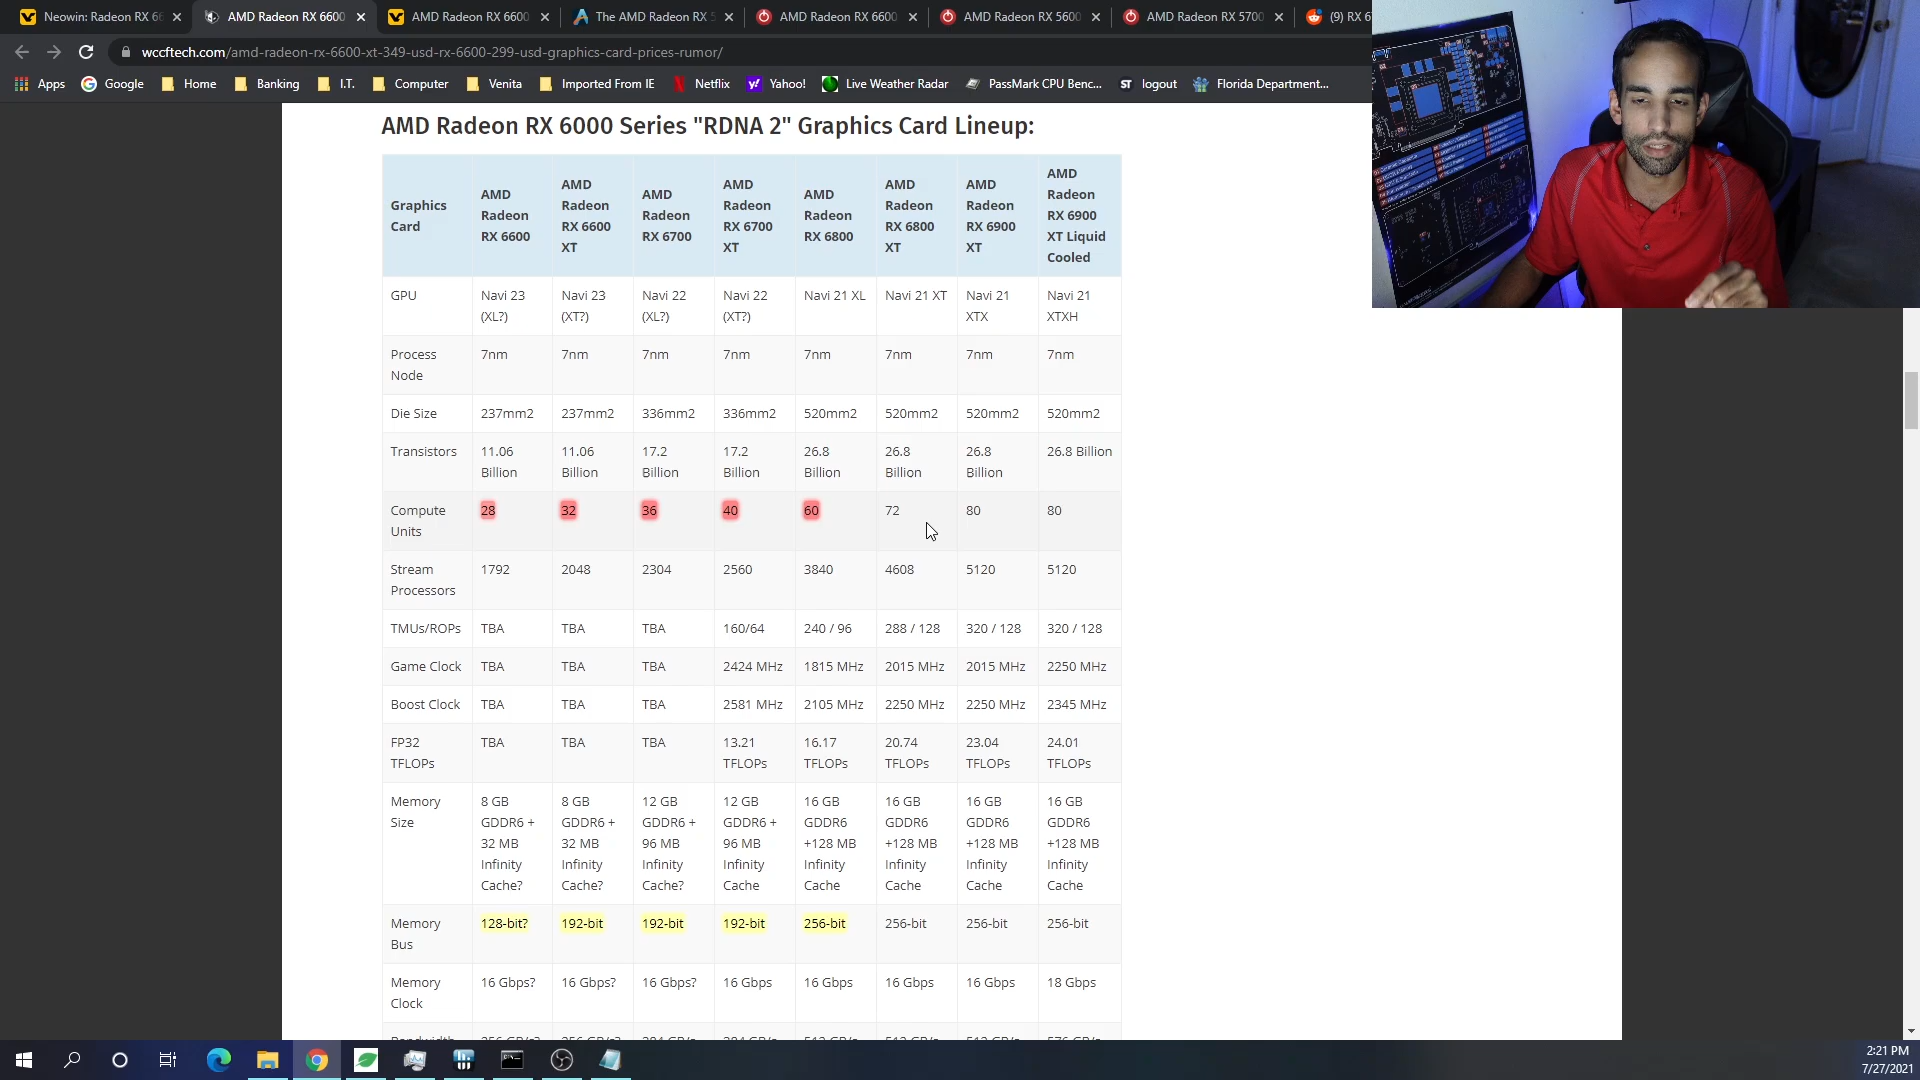 Neowin: Radeon RX 66
AMD Radeon RX 6600
AMD Radeon RX 6600
The AMD Radeon RX 5
AMD Radeon RX 6600
AMD Radeon RX 5600
AMD Radeon RX 5700
(9) RX 6
wccftech.com/amd-radeon-rx-6600-xt-349-usd-rx-6600-299-usd-graphics-card-prices-rumor/
Apps Google Home Banking I.T. Computer Venita Imported From IE Netflix Yahoo! Live Weather Radar PassMark CPU Benc... ST logout Florida Department...
AMD Radeon RX 6000 Series "RDNA 2" Graphics Card Lineup:
Graphics Card
AMD Radeon RX 6600
AMD Radeon RX 6600 XT
AMD Radeon RX 6700
AMD Radeon RX 6700 XT
AMD Radeon RX 6800
AMD Radeon RX 6800 XT
AMD Radeon RX 6900 XT
AMD Radeon RX 6900 XT Liquid Cooled
GPU Navi 23 (XL?) Navi 23 (XT?) Navi 22 (XL?) Navi 22 (XT?) Navi 21 XL Navi 21 XT Navi 21 XTX Navi 21 XTXH
Process Node 7nm 7nm 7nm 7nm 7nm 7nm 7nm 7nm
Die Size 237mm2 237mm2 336mm2 336mm2 520mm2 520mm2 520mm2 520mm2
Transistors 11.06 Billion 11.06 Billion 17.2 Billion 17.2 Billion 26.8 Billion 26.8 Billion 26.8 Billion 26.8 Billion
Compute Units 28 32 36 40 60 72 80 80
Stream Processors 1792 2048 2304 2560 3840 4608 5120 5120
TMUs/ROPs TBA TBA TBA 160/64 240 / 96 288 / 128 320 / 128 320 / 128
Game Clock TBA TBA TBA 2424 MHz 1815 MHz 2015 MHz 2015 MHz 2250 MHz
Boost Clock TBA TBA TBA 2581 MHz 2105 MHz 2250 MHz 2250 MHz 2345 MHz
FP32 TFLOPs TBA TBA TBA 13.21 TFLOPs 16.17 TFLOPs 20.74 TFLOPs 23.04 TFLOPs 24.01 TFLOPs
Memory Size 8 GB GDDR6 + 32 MB Infinity Cache? 8 GB GDDR6 + 32 MB Infinity Cache? 12 GB GDDR6 + 96 MB Infinity Cache? 12 GB GDDR6 + 96 MB Infinity Cache 16 GB GDDR6 +128 MB Infinity Cache 16 GB GDDR6 +128 MB Infinity Cache 16 GB GDDR6 +128 MB Infinity Cache 16 GB GDDR6 +128 MB Infinity Cache
Memory Bus 128-bit? 192-bit 192-bit 192-bit 256-bit 256-bit 256-bit 256-bit
Memory Clock 16 Gbps? 16 Gbps? 16 Gbps? 16 Gbps 16 Gbps 16 Gbps 16 Gbps 18 Gbps
2:21 PM
7/27/2021